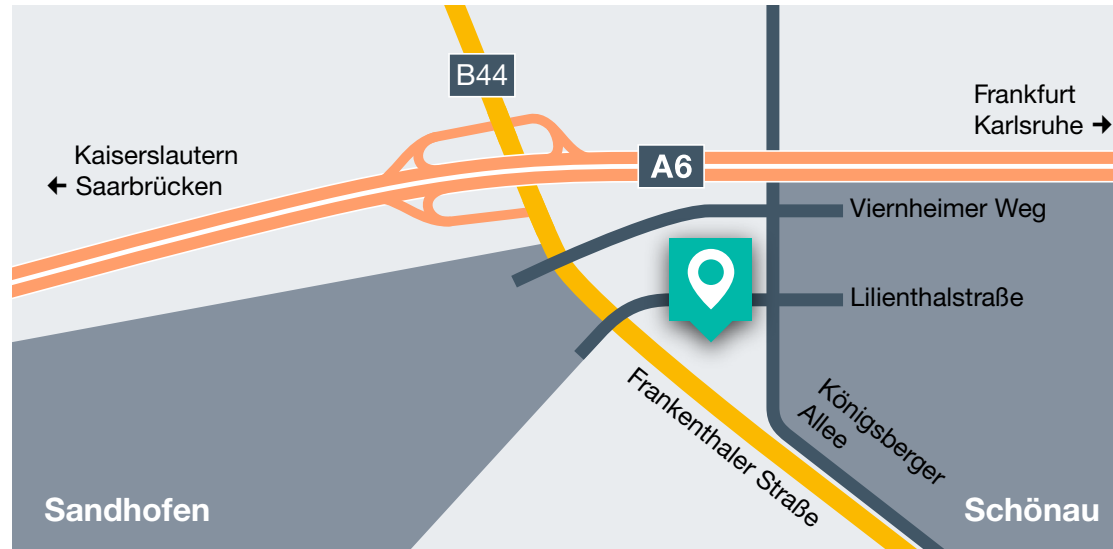 B44
Frankfurt
Karlsruhe →
Kaiserslautern
← Saarbrücken
A6
Viernheimer Weg
Lilienthalstraße
Königsberger
Allee
Frankenthaler Straße
Sandhofen
Schönau